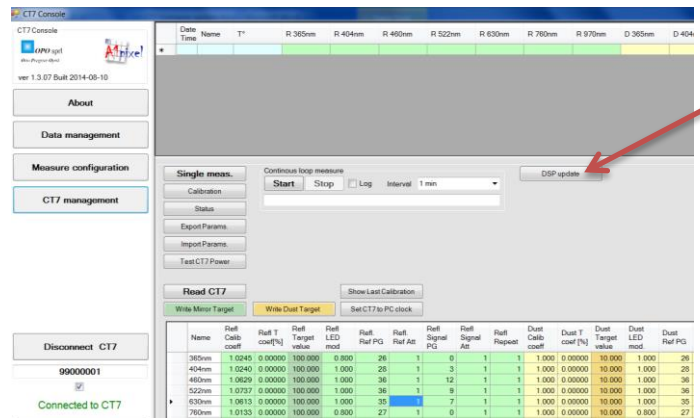 CT7 Console
CT7 Console
OPO sprl
A1pixel
ver 1.3.07 Built 2014-08-10
About
Data management
Measure configuration
CT7 management
Disconnect CT7
99000001
Connected to CT7
Date Time Name T° R 365nm R 404nm R 460nm R 522nm R 630nm R 760nm R 970nm D 365nm D 404
*
Single meas.
Calibration
Status
Export Params.
Import Params.
Test CT7 Power
Continous loop measure
Start Stop Log Interval 1 min
DSP update
Read CT7 Show Last Calibration
Write Mirror Target Write Dust Target Set CT7 to PC clock
Name Refl Calib coeff Refl T coef[%] Refl Target value Refl LED mod Refl. Ref PG Refl. Ref Att Refl Signal PG Refl Signal Att Refl Repeat Dust Calib coeff Dust T coef [%] Dust Target value Dust LED mod. Dust Ref PG
365nm 1.0245 0.00000 100.000 0.800 26 1 0 1 1 1.000 0.00000 10.000 1.000 26
404nm 1.0240 0.00000 100.000 1.000 28 1 3 1 1 1.000 0.00000 10.000 1.000 28
460nm 1.0629 0.00000 100.000 1.000 36 1 12 1 1 1.000 0.00000 10.000 1.000 36
522nm 1.0737 0.00000 100.000 1.000 36 1 9 1 1 1.000 0.00000 10.000 1.000 36
630nm 1.0613 0.00000 100.000 1.000 35 1 7 1 1 1.000 0.00000 10.000 1.000 35
760nm 1.0133 0.00000 100.000 0.800 27 1 0 1 1 1.000 0.00000 10.000 0.800 26